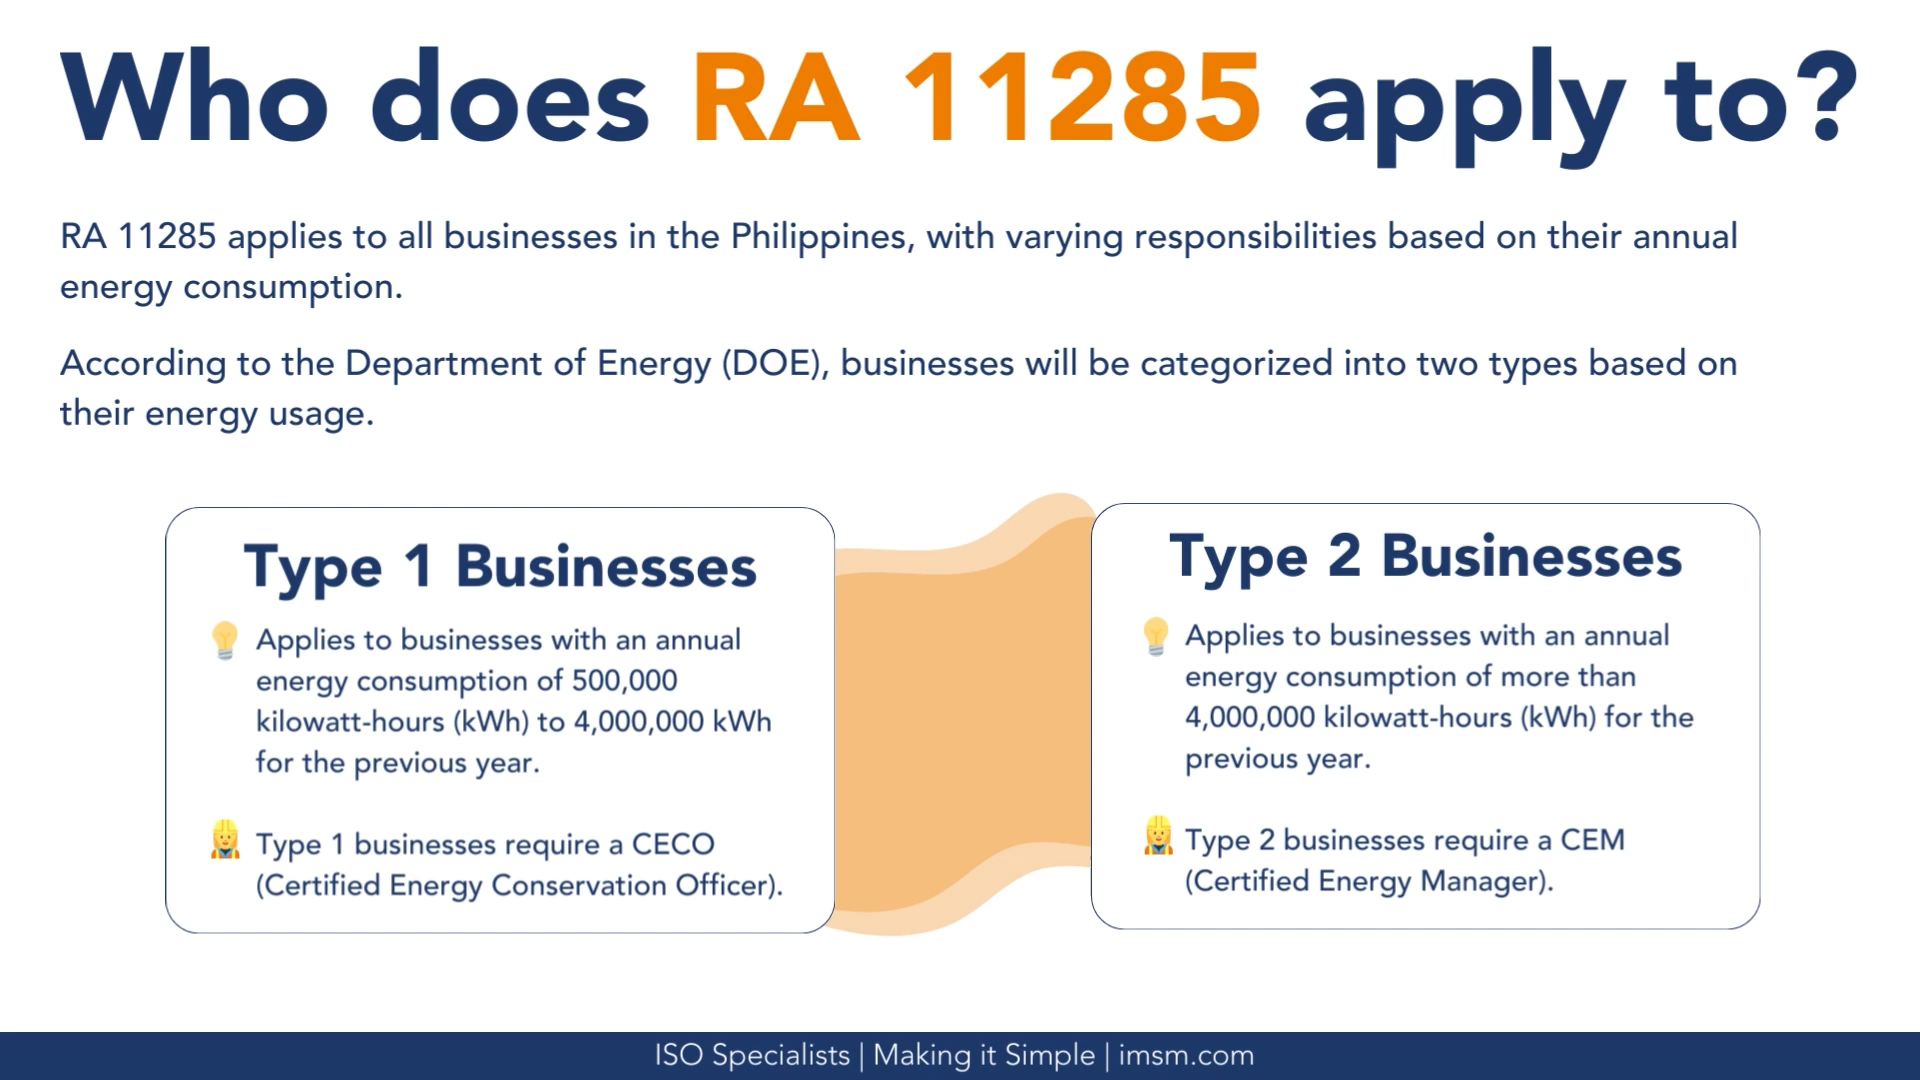 Who does RA 11285 apply to?
RA 11285 applies to all businesses in the Philippines, with varying responsibilities based on their annual
energy consumption.
According to the Department of Energy (DOE), businesses will be categorized into two types based on
their energy usage.
Type 1 Businesses
Applies to businesses with an annual
energy consumption of 500,000
kilowatt-hours (kWh) to 4,000,000 kWh
for the previous year.
Type 1 businesses require a CECO
(Certified Energy Conservation Officer).
Type 2 Businesses
Applies to businesses with an annual
energy consumption of more than
4,000,000 kilowatt-hours (kWh) for the
previous year.
Type 2 businesses require a CEM
(Certified Energy Manager).
ISO Specialists | Making it Simple | imsm.com